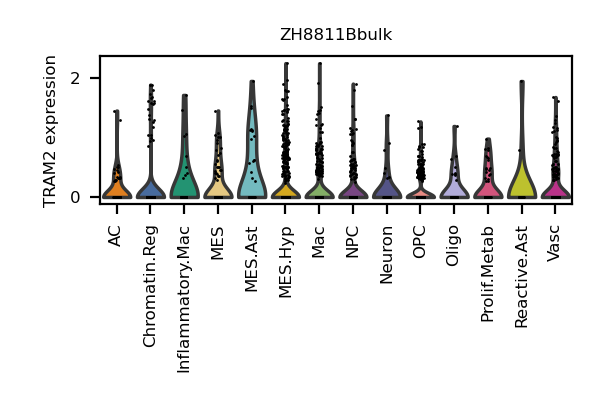 ZH8811Bbulk
TRAM2 expression
2
0
AC
Chromatin.Reg
Inflammatory.Mac
MES
MES.Ast
MES.Hyp
Mac
NPC
Neuron
OPC
Oligo
Prolif.Metab
Reactive.Ast
Vasc